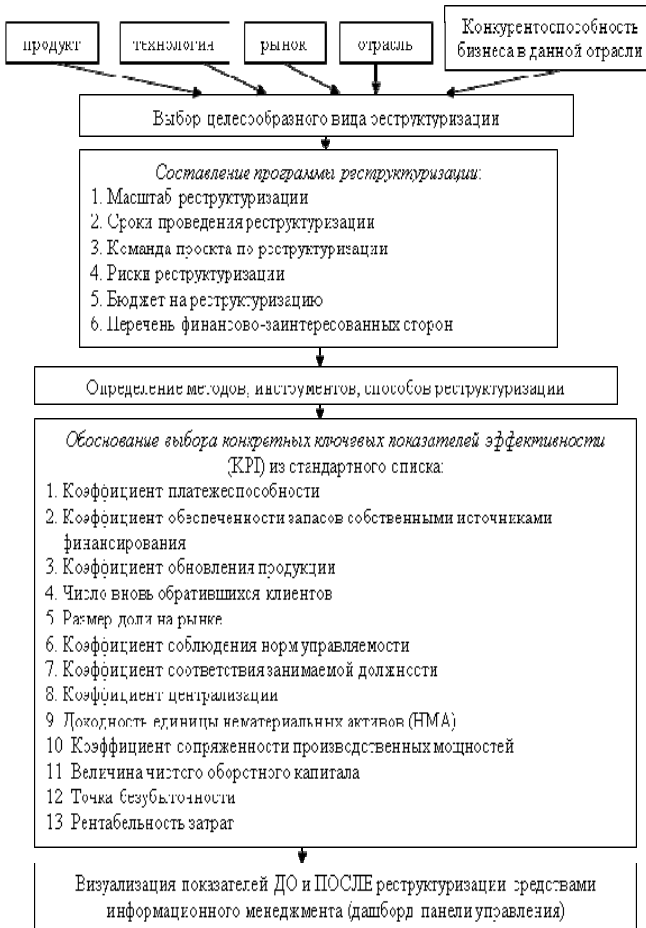 продукт
технология
рынок
отрасль
Конкурентоспособность
бизнеса в данной отрасли
Выбор целесообразного вида реструктуризации
Составление программы реструктуризации:
1. Масштаб реструктуризации
2. Сроки проведения реструктуризации
3. Команда проекта по реструктуризации
4. Риски реструктуризации
5. Бюджет на реструктуризацию
6. Перечень финансово-заинтересованных сторон
Определение методов, инструментов, способов реструктуризации
Обоснование выбора конкретных ключевых показателей эффективности
(KPI) из стандартного списка:
1. Коэффициент платежеспособности
2. Коэффициент обеспеченности запасов собственными источниками
финансирования
3. Коэффициент обновления продукции
4. Число вновь обратившихся клиентов
5. Размер доли на рынке
6. Коэффициент соблюдения норм управляемости
7. Коэффициент соответствия занимаемой должности
8. Коэффициент централизации
9. Доходность единицы нематериальных активов (НМА)
10 Коэффициент сопряженности производственных мощностей
11 Величина чистого оборотного капитала
12 Точка безубыточности
13 Рентабельность затрат
Визуализация показателей ДО и ПОСЛЕ реструктуризации средствами
информационного менеджмента (дашборд панели управления)